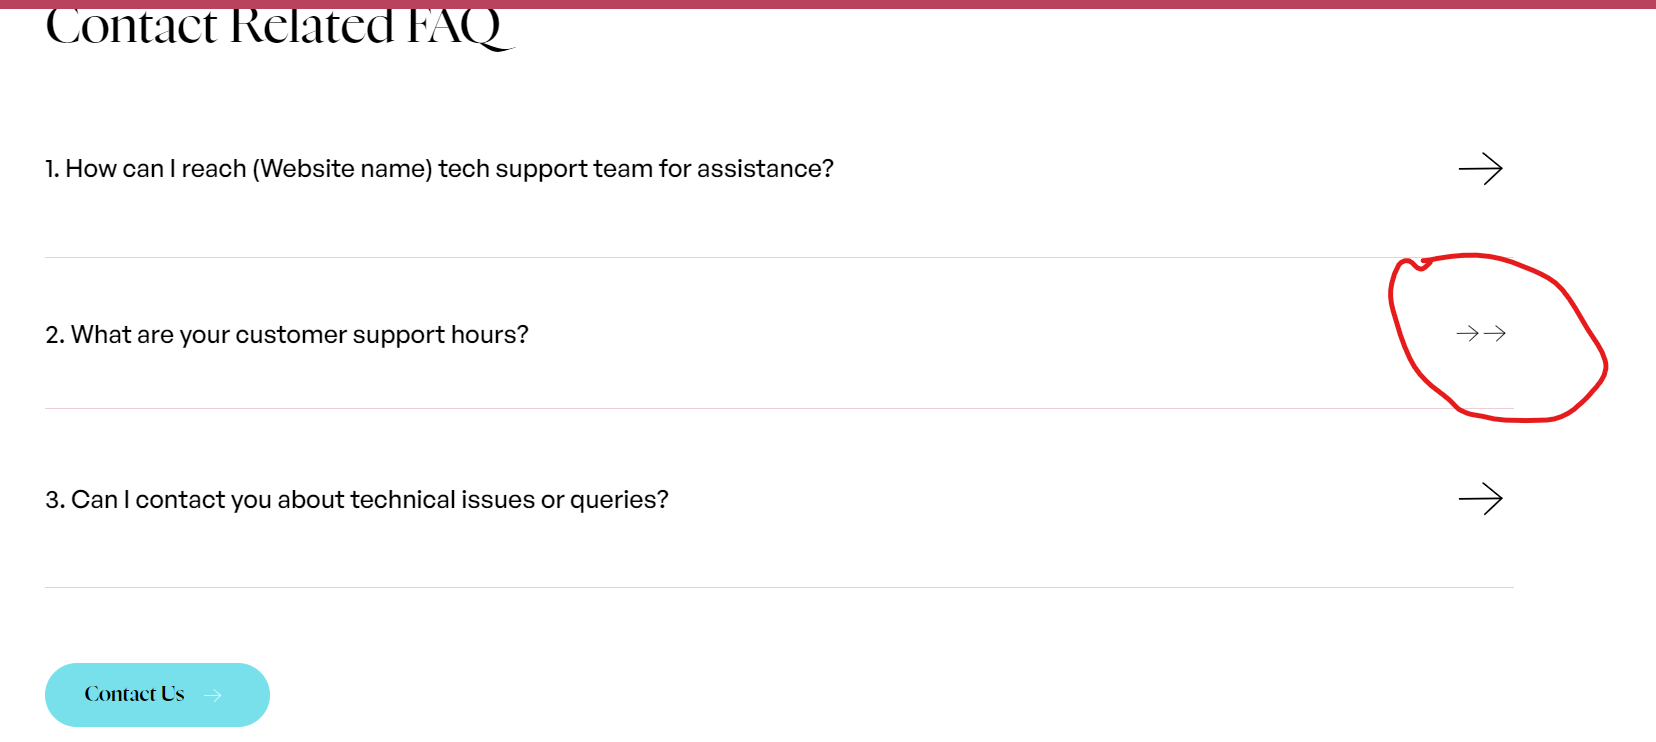 Contact Related FAQ
1. How can I reach (Website name) tech support team for assistance?
2. What are your customer support hours?
3. Can I contact you about technical issues or queries?
Contact Us